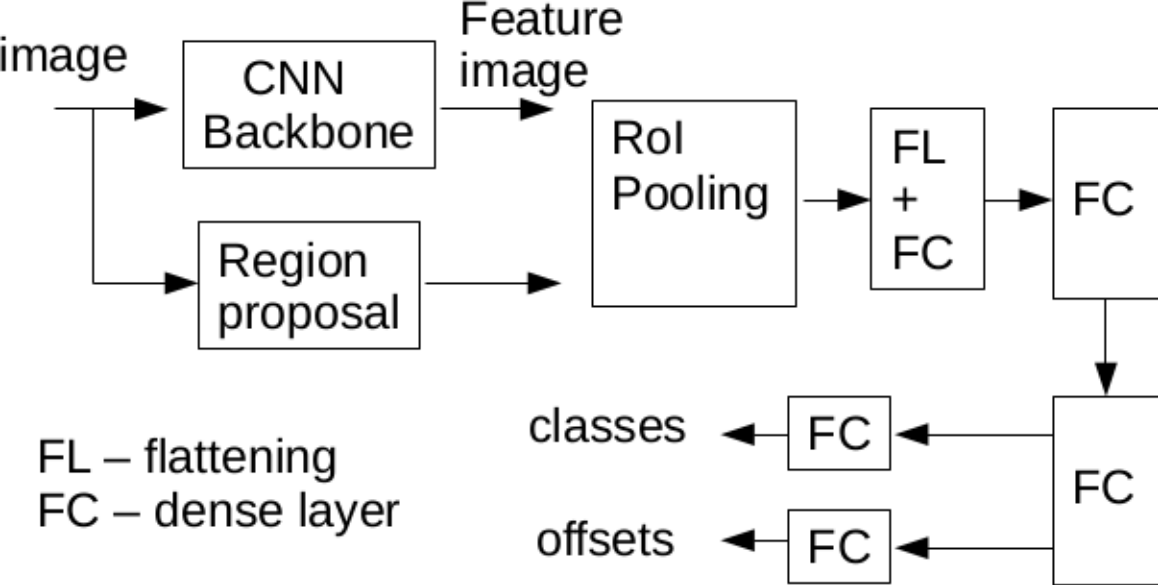 image
CNN
Backbone
Feature
image
RoI
Pooling
FL
+
FC
FC
Region
proposal
classes
FC
FC
offsets
FC
FL – flattening
FC – dense layer